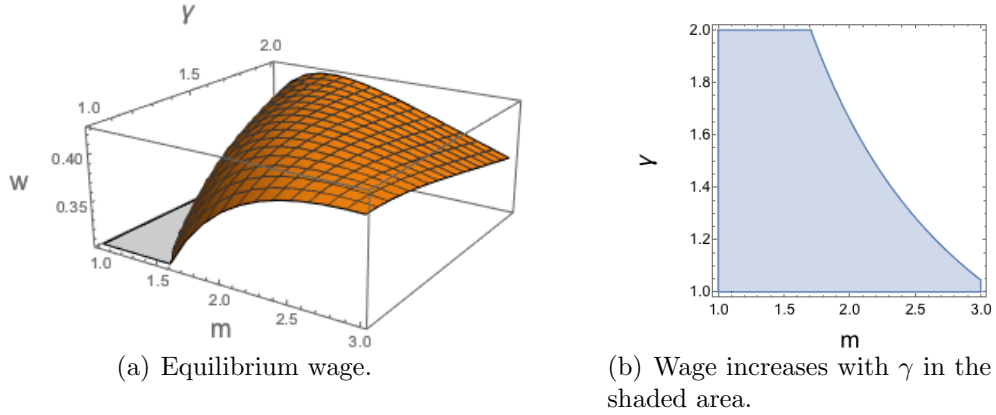 γ
2.0
1.5
1.0
0.40
w
0.35
1.0
1.5
2.0
m
2.5
3.0
(a) Equilibrium wage.
2.0
1.8
1.6
γ
1.4
1.2
1.0
1.0 1.5 2.0 2.5 3.0
m
(b) Wage increases with γ in the
shaded area.